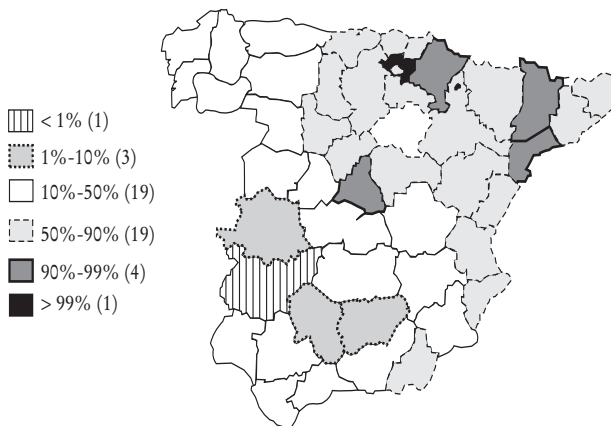 < 1% (1)
1%-10% (3)
10%-50% (19)
50%-90% (19)
90%-99% (4)
> 99% (1)